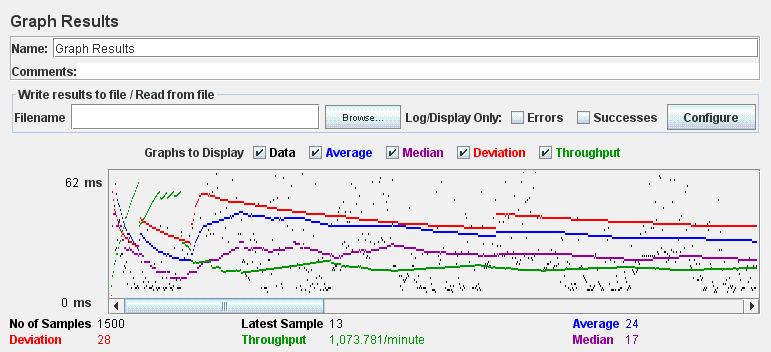 Graph Results
Name: Graph Results
Comments:
Write results to file / Read from file
Filename Browse... Log/Display Only: Errors Successes Configure
Graphs to Display Data Average Median Deviation Throughput
62 ms
0 ms
No of Samples 1500 Latest Sample 13 Average 24
Deviation 28 Throughput 1,073.781/minute Median 17